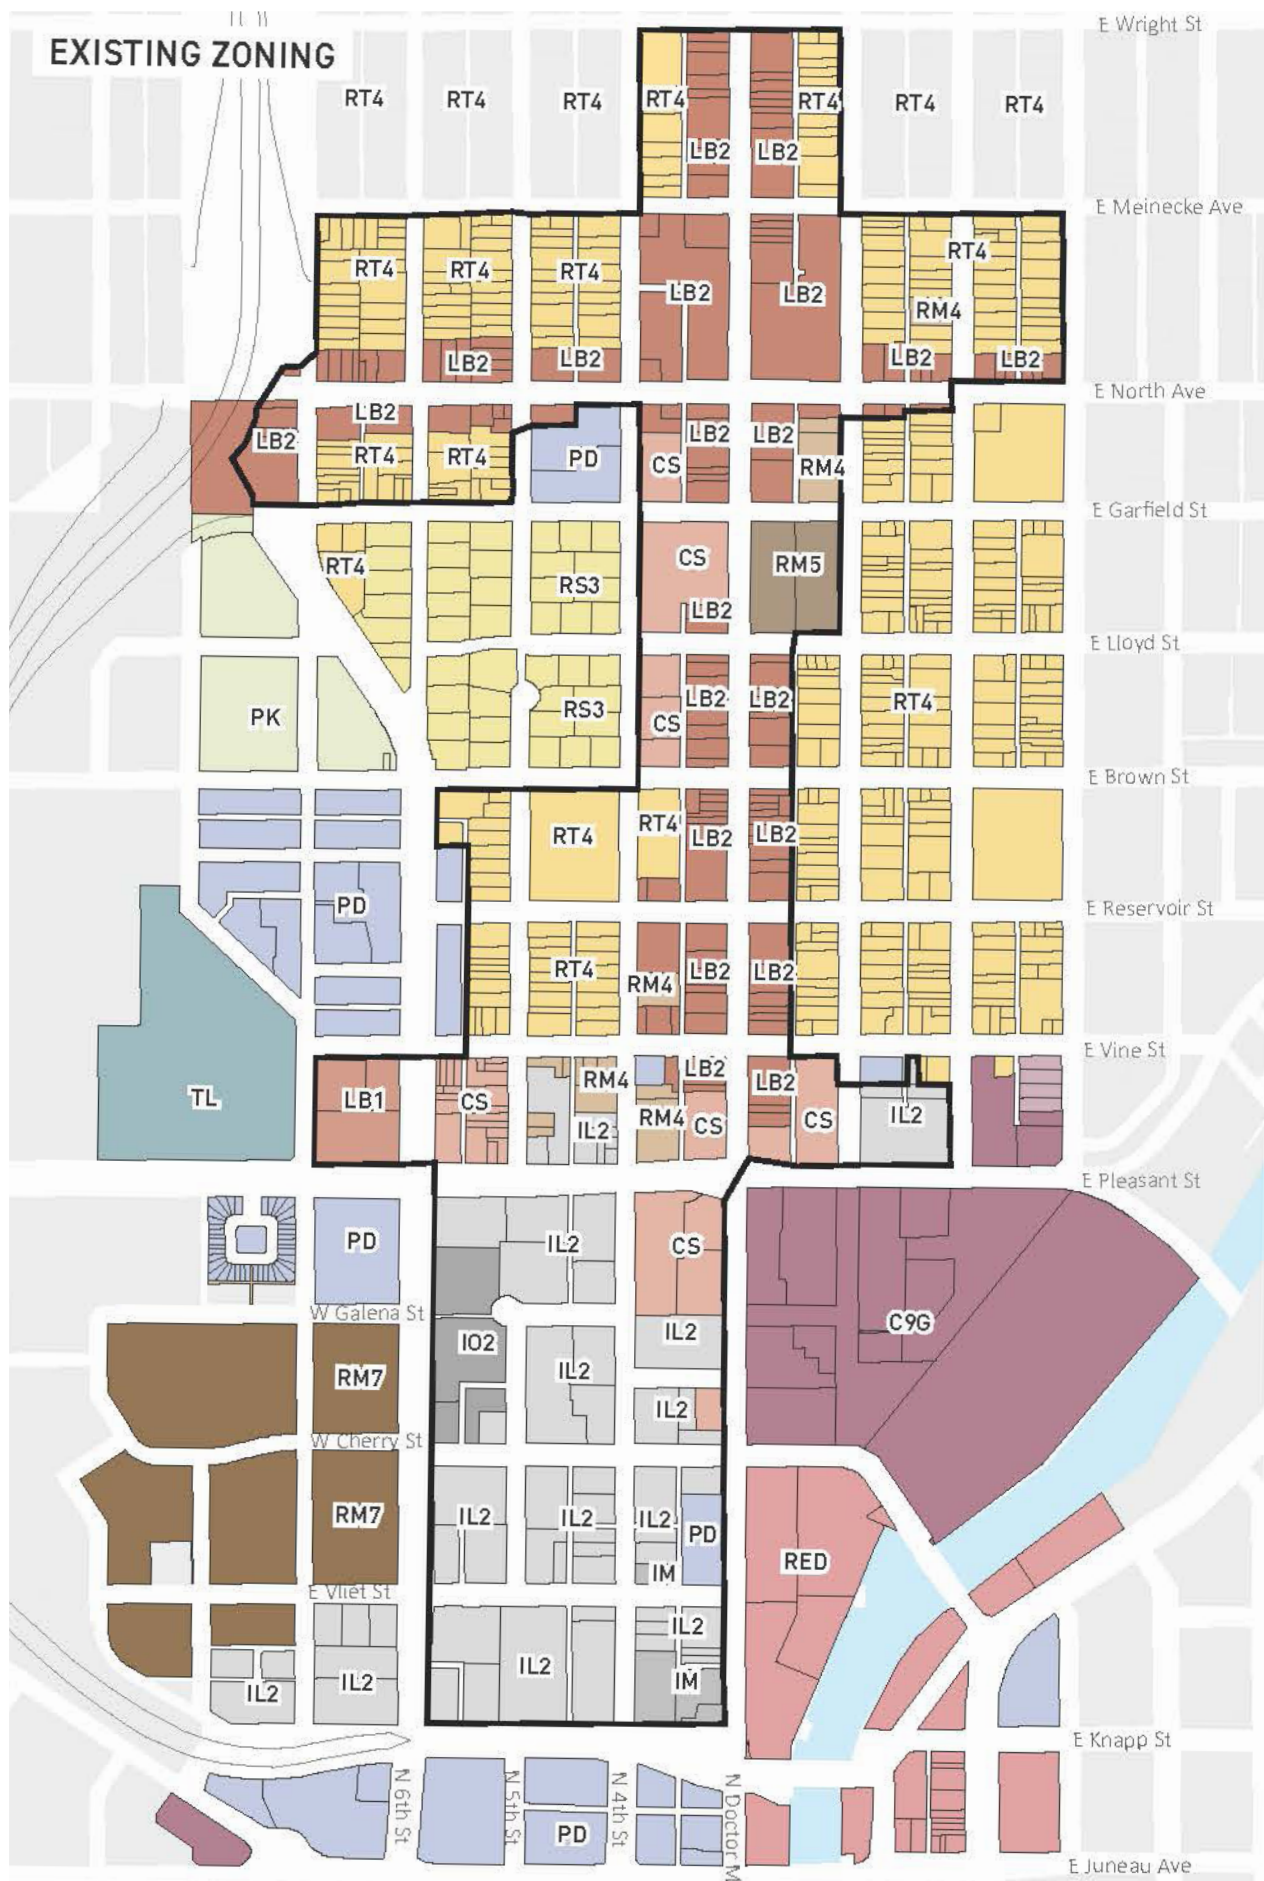 E Wright St
EXISTING ZONING
RT4 RT4 RT4 RT4 RT4 RT4 RT4
LB2 LB2
E Meinecke Ave
RT4 RT4 RT4 RT4
LB2 LB2
RM4
LB2 LB2 LB2 LB2
E North Ave
LB2
LB2 LB2 LB2
RT4 RT4 PD CS RM4
E Garfield St
RT4 RS3 CS RM5
LB2
E Lloyd St
LB2 LB2 RT4
PK RS3 CS
E Brown St
RT4 RT4 LB2 LB2
PD
E Reservoir St
RT4 RM4 LB2 LB2
E Vine St
LB2
TL LB1 CS RM4 LB2
IL2 RM4 CS CS IL2
E Pleasant St
PD IL2 CS
W Galena St
C9G
IO2 IL2
RM7 IL2
IL2
W Cherry St
RM7 IL2 IL2 IL2 PD
RED
IM
E Vliet St
IL2
IL2 IL2 IL2 IM
E Knapp St
N 6th St
N 5th St
N 4th St
N Doctor M
PD
E Juneau Ave